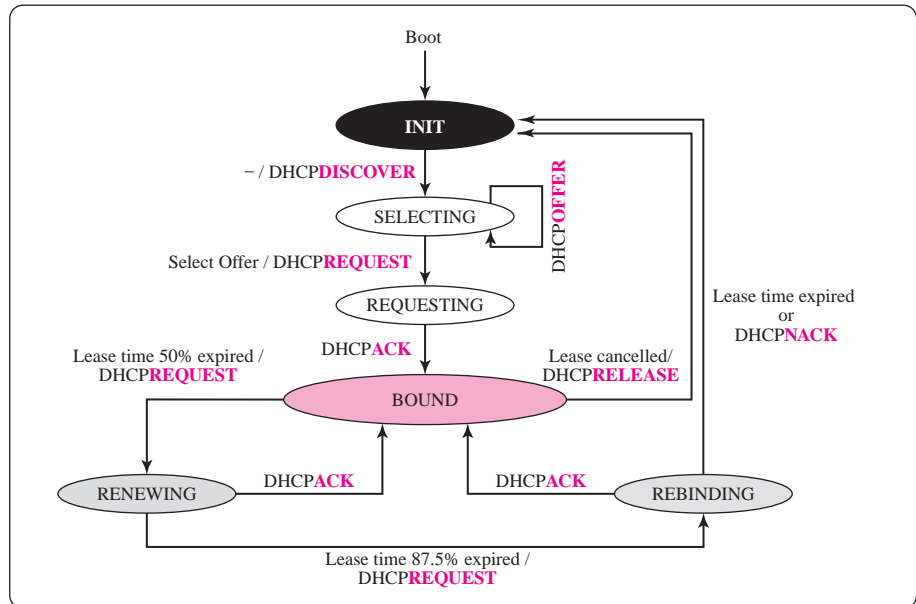 Boot
INIT
− / DHCPDISCOVER
SELECTING
DHCPOFFER
Select Offer / DHCPREQUEST
REQUESTING
Lease time expired
or
DHCPNACK
DHCPACK
Lease time 50% expired /
DHCPREQUEST
Lease cancelled/
DHCPRELEASE
BOUND
RENEWING
DHCPACK
DHCPACK
REBINDING
Lease time 87.5% expired /
DHCPREQUEST